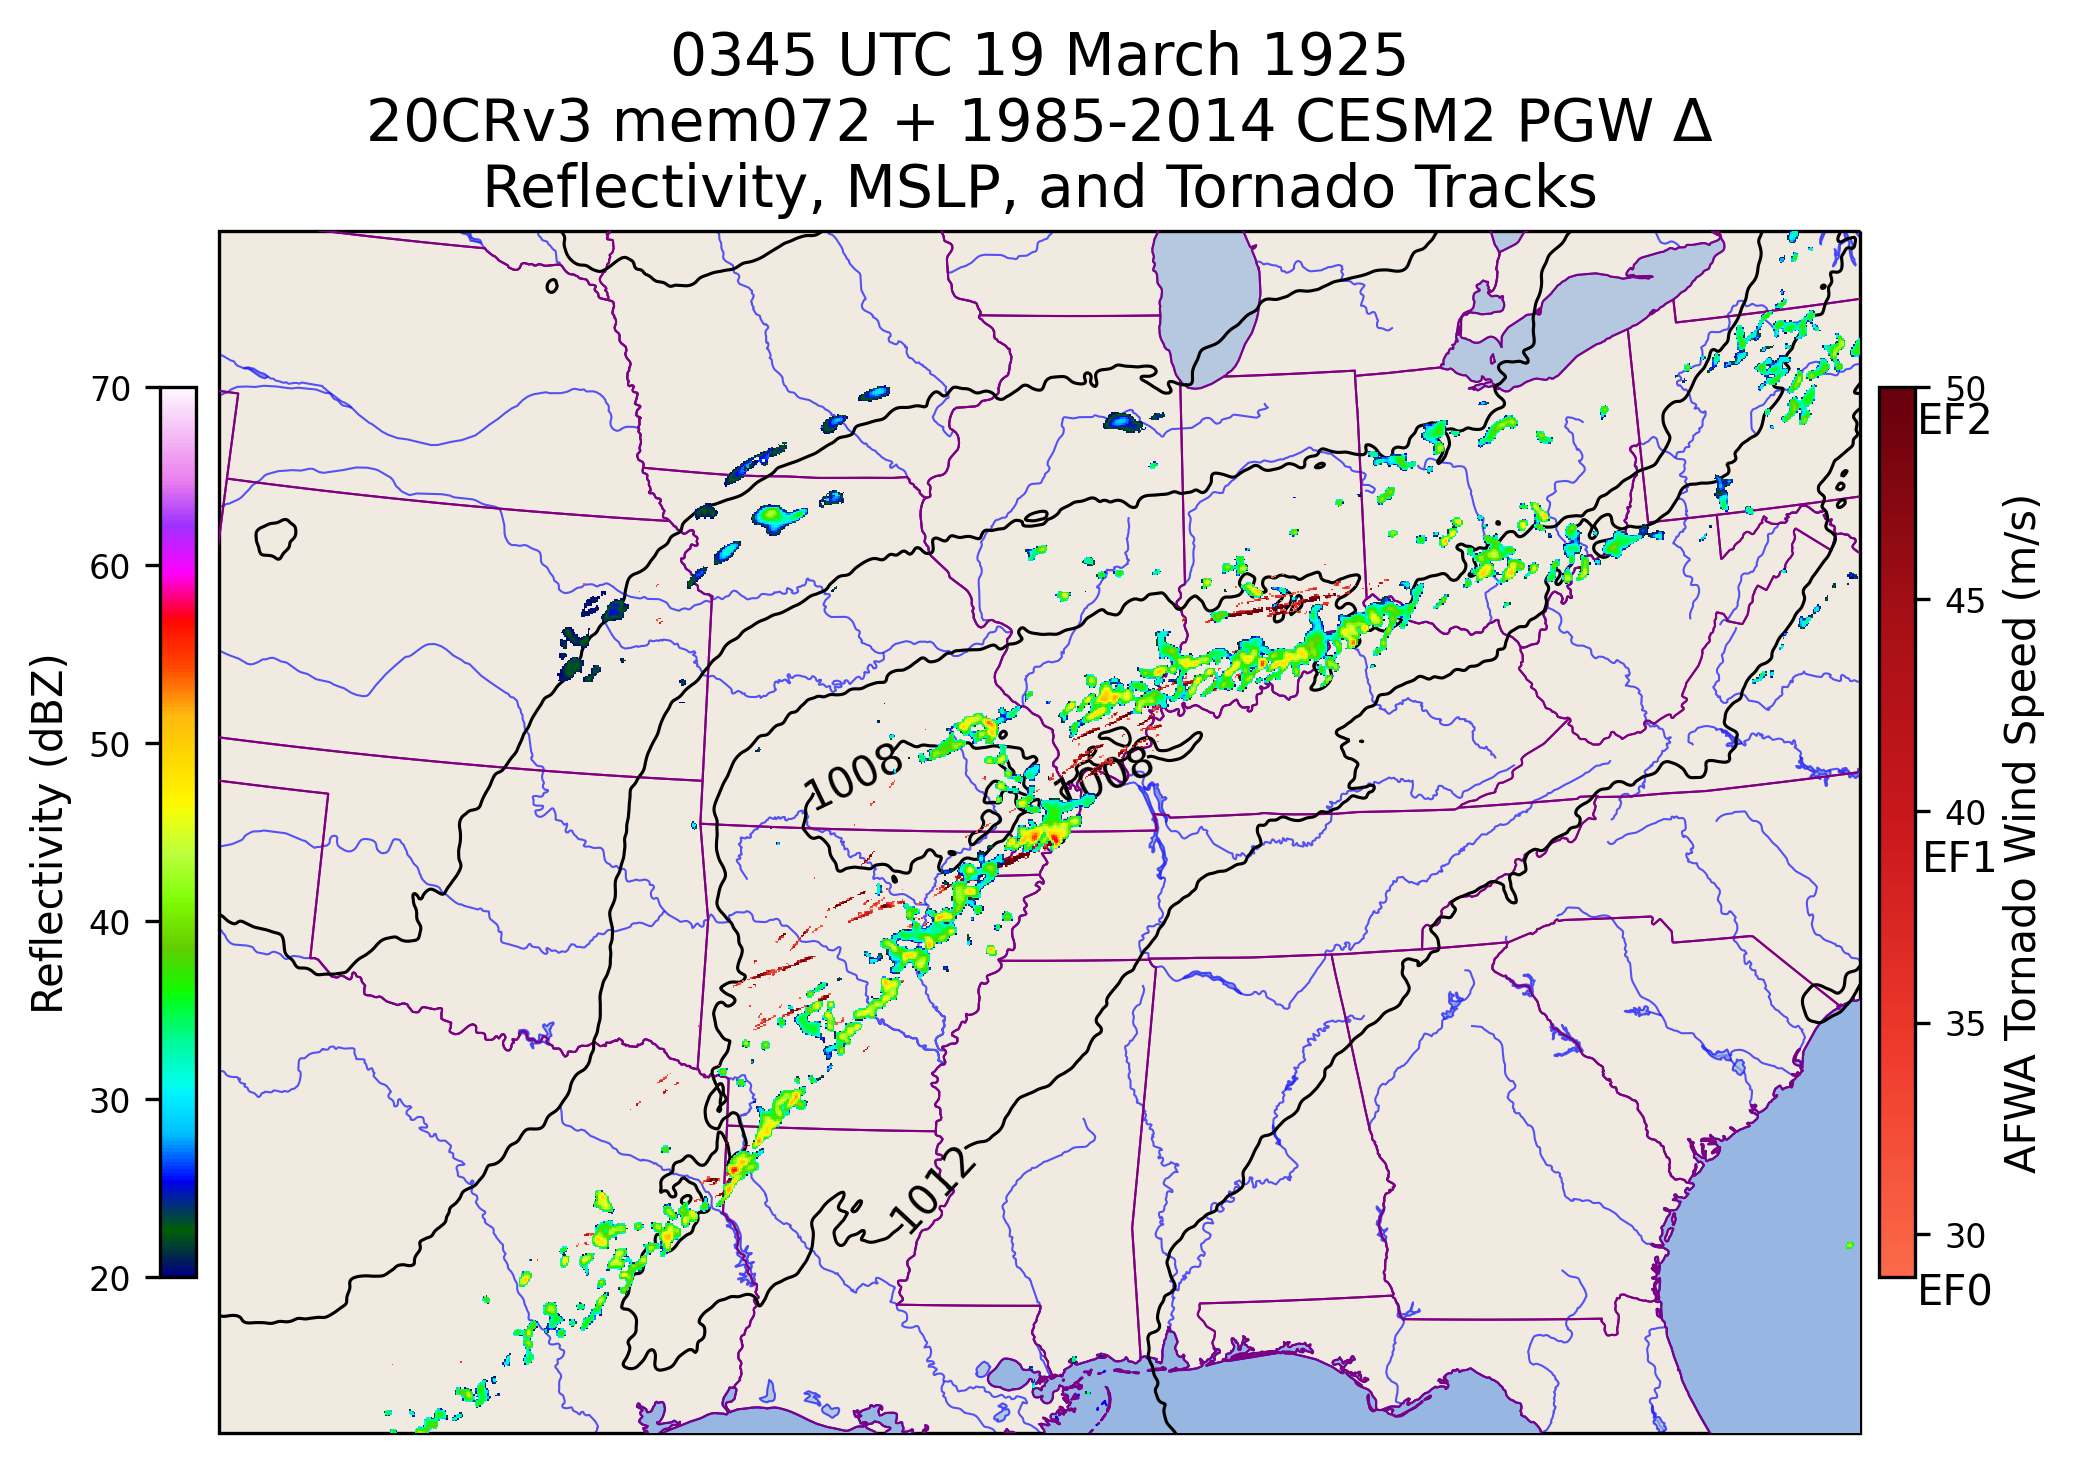 0345 UTC 19 March 1925
20CRv3 mem072 + 1985-2014 CESM2 PGW Δ
Reflectivity, MSLP, and Tornado Tracks
70
60
50
40
30
20
Reflectivity (dBZ)
1008
1008
1012
50
EF2
45
40
EF1
35
30
EF0
AFWA Tornado Wind Speed (m/s)